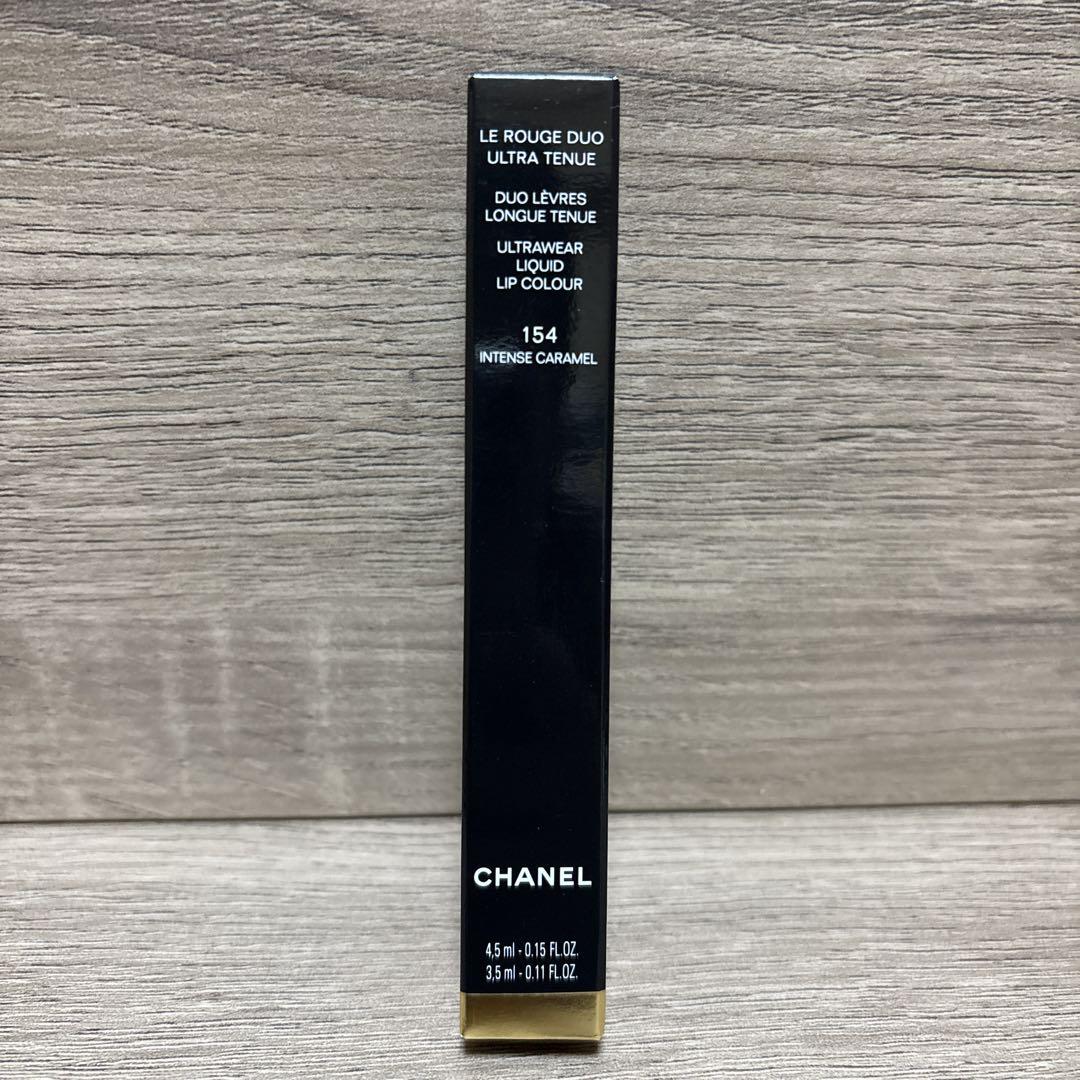 LE ROUGE DUO
ULTRA TENUE
DUO LÈVRES
LONGUE TENUE
ULTRAWEAR
LIQUID
LIP COLOUR
154
INTENSE CARAMEL
CHANEL
4,5 ml - 0.15 FL.OZ.
3,5 ml - 0.11 FL.OZ.